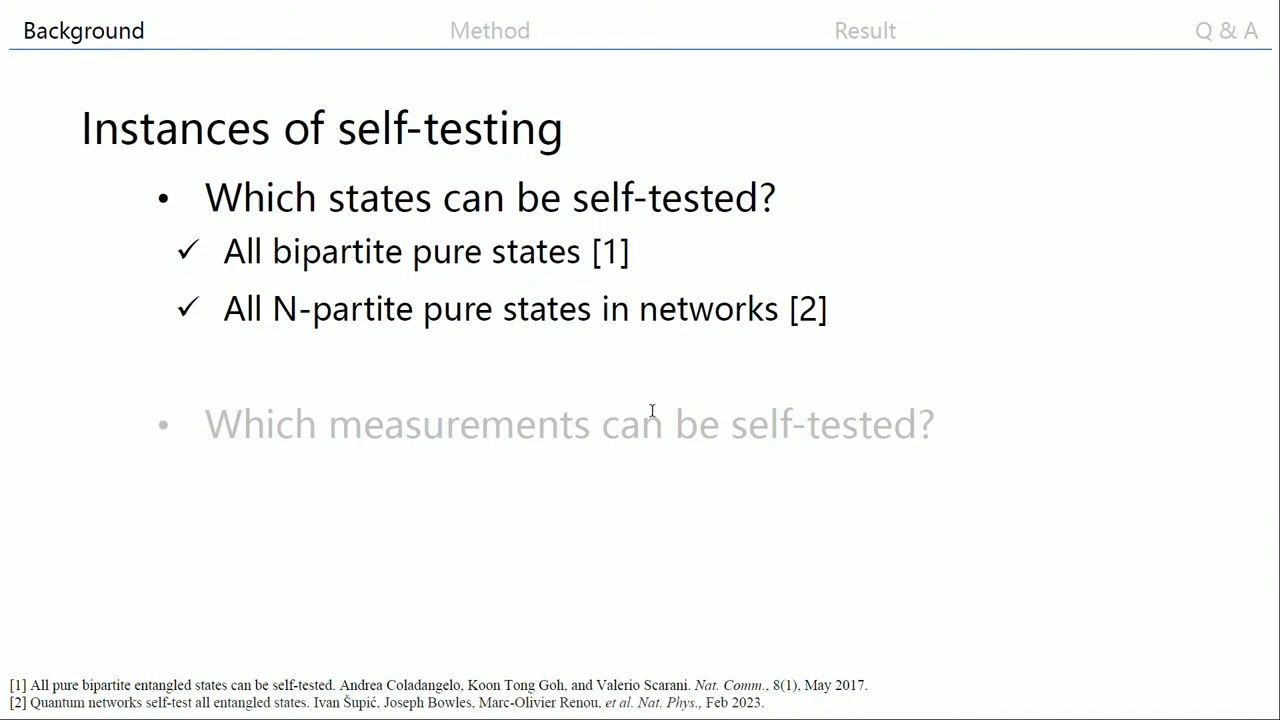 Background Method Result Q & A
Instances of self-testing
• Which states can be self-tested?
✓ All bipartite pure states [1]
✓ All N-partite pure states in networks [2]
• Which measurements can be self-tested?
[1] All pure bipartite entangled states can be self-tested. Andrea Coladangelo, Koon Tong Goh, and Valerio Scarani. Nat. Comm., 8(1), May 2017.
[2] Quantum networks self-test all entangled states. Ivan Šupić, Joseph Bowles, Marc-Olivier Renou, et al. Nat. Phys., Feb 2023.